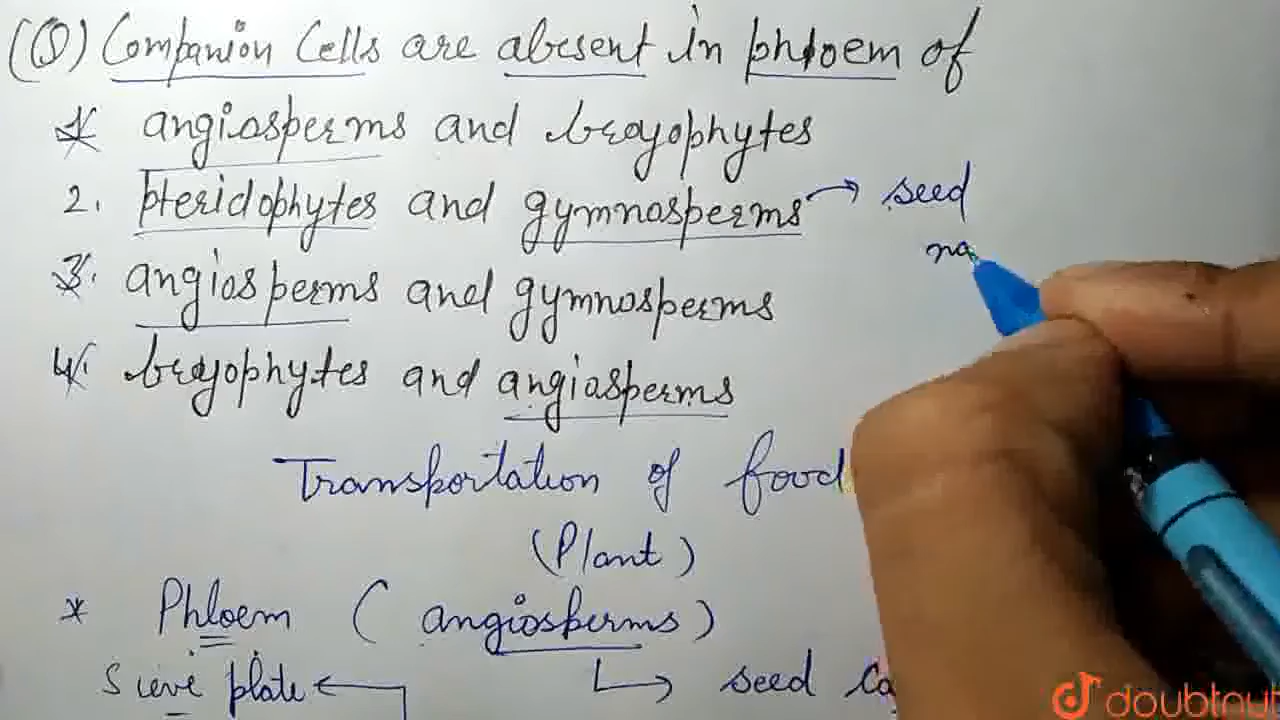 (Q) Companion Cells are absent in phloem of
1. angiosperms and bryophytes
2. pteridophytes and gymnosperms → seed
na
3. angiosperms and gymnosperms
4. bryophytes and angiosperms
Transportation of food
(Plant)
* Phloem ( angiosperms )
Sieve plate ← → seed
doubtnut